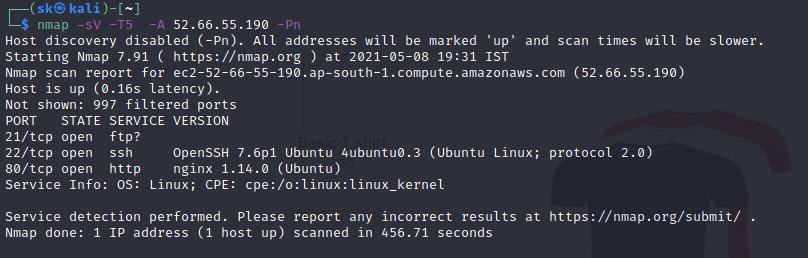 ┌──(sk㉿kali)-[~]
└─$ nmap -sV -T5  -A 52.66.55.190 -Pn
Host discovery disabled (-Pn). All addresses will be marked 'up' and scan times will be slower.
Starting Nmap 7.91 ( https://nmap.org ) at 2021-05-08 19:31 IST
Nmap scan report for ec2-52-66-55-190.ap-south-1.compute.amazonaws.com (52.66.55.190)
Host is up (0.16s latency).
Not shown: 997 filtered ports
PORT   STATE SERVICE VERSION
21/tcp open  ftp?
22/tcp open  ssh     OpenSSH 7.6p1 Ubuntu 4ubuntu0.3 (Ubuntu Linux; protocol 2.0)
80/tcp open  http    nginx 1.14.0 (Ubuntu)
Service Info: OS: Linux; CPE: cpe:/o:linux:linux_kernel

Service detection performed. Please report any incorrect results at https://nmap.org/submit/ .
Nmap done: 1 IP address (1 host up) scanned in 456.71 seconds
Basic T shirt